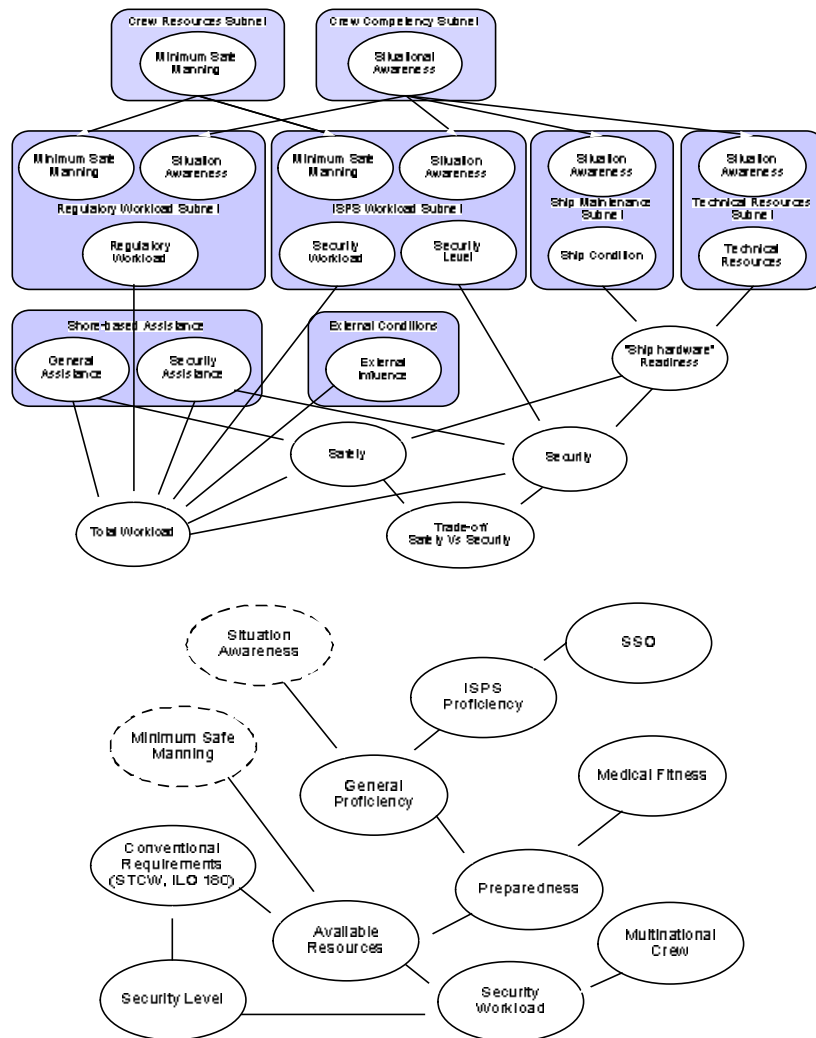 Crew Resources Subnet
Crew Competency Subnet
Minimum Safe
Manning
Situational
Awareness
Minimum Safe
Manning
Situation
Awareness
Minimum Safe
Manning
Situation
Awareness
Situation
Awareness
Situation
Awareness
Regulatory Workload Subnet
ISPS Workload Subnet
Ship Maintenance
Subnet
Technical Resources
Subnet
Regulatory
Workload
Security
Workload
Security
Level
Ship Condition
Technical
Resources
Shore-based Assistance
External Conditions
General
Assistance
Security
Assistance
External
Influence
"Ship hardware"
Readiness
Safety
Security
Total Workload
Trade-off
Safety Vs Security
Situation
Awareness
SSO
ISPS
Proficiency
Minimum Safe
Manning
General
Proficiency
Medical Fitness
Conventional
Requirements
(STCW, ILO 180)
Preparedness
Available
Resources
Multinational
Crew
Security Level
Security
Workload